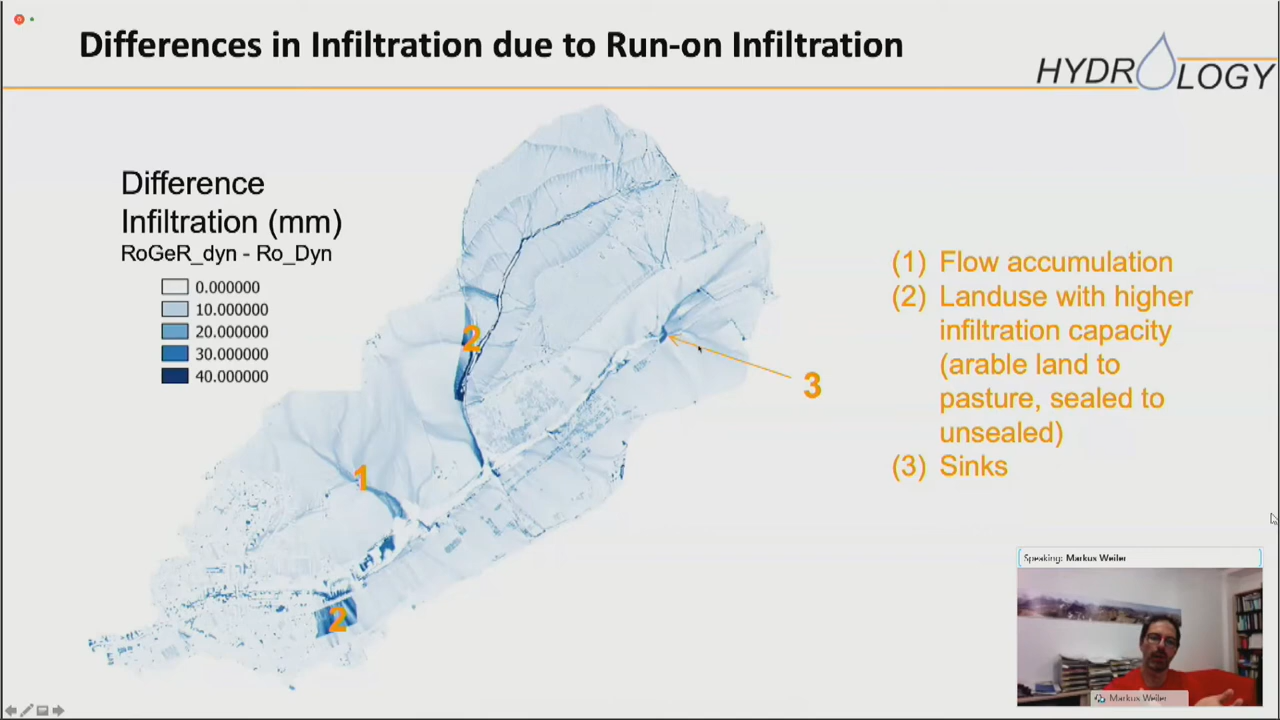 Differences in Infiltration due to Run-on Infiltration
HYDROLOGY
Difference
Infiltration (mm)
RoGeR_dyn - Ro_Dyn
0.000000
10.000000
20.000000
30.000000
40.000000
2
3
1
2
(1) Flow accumulation
(2) Landuse with higher
infiltration capacity
(arable land to
pasture, sealed to
unsealed)
(3) Sinks
Speaking: Markus Weiler
Markus Weiler